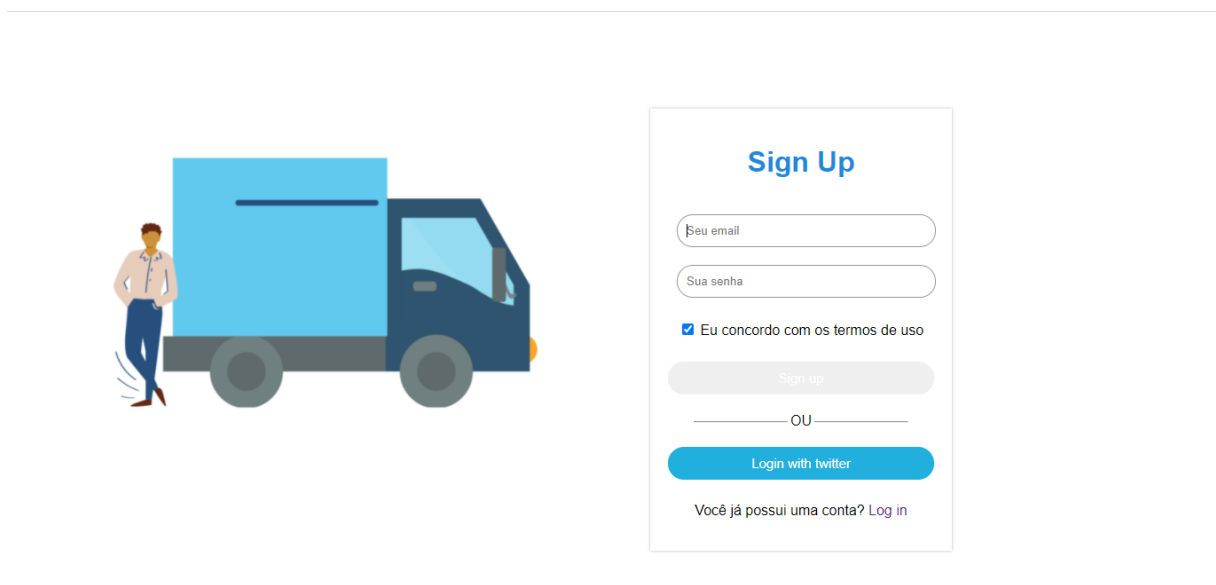 Sign Up
Seu email
Sua senha
Eu concordo com os termos de uso
Sign up
OU
Login with twitter
Você já possui uma conta? Log in